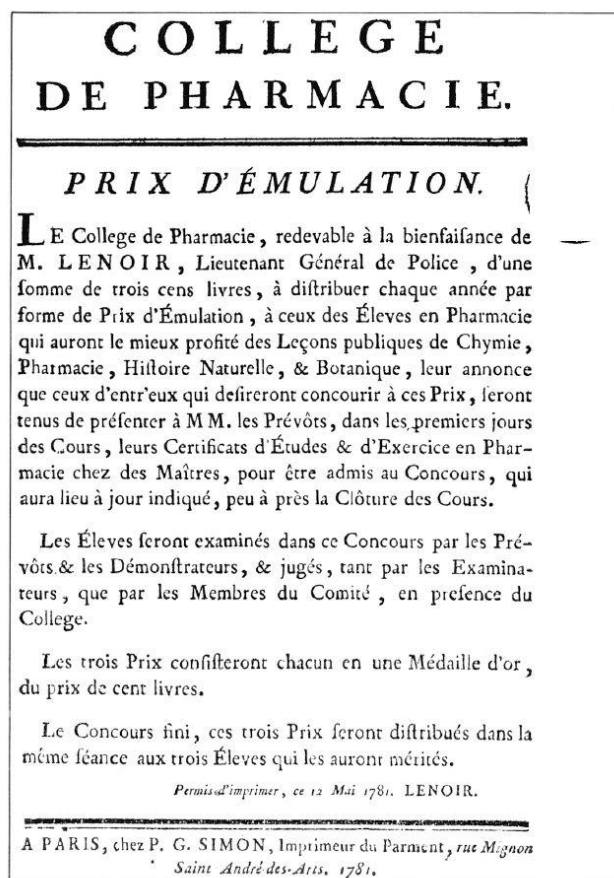 COLLEGE
DE PHARMACIE.
PRIX D'ÉMULATION.
LE College de Pharmacie, redevable à la bienfaiſance de
M. LENOIR, Lieutenant Général de Police, d'une
ſomme de trois cens livres, à diſtribuer chaque année par
forme de Prix d'Émulation, à ceux des Éleves en Pharmacie
qui auront le mieux profité des Leçons publiques de Chymie,
Pharmacie, Hiſtoire Naturelle, & Botanique, leur annonce
que ceux d'entr'eux qui deſireront concourir à ces Prix, ſeront
tenus de préſenter à MM. les Prévôts, dans les premiers jours
des Cours, leurs Certificats d'Études & d'Exercice en Phar-
macie chez des Maîtres, pour être admis au Concours, qui
aura lieu à jour indiqué, peu à près la Clôture des Cours.
Les Éleves ſeront examinés dans ce Concours par les Pré-
vôts & les Démonſtrateurs, & jugés, tant par les Examina-
teurs, que par les Membres du Comité, en preſence du
College.
Les trois Prix conſiſteront chacun en une Médaille d'or,
du prix de cent livres.
Le Concours fini, ces trois Prix ſeront diſtribués dans la
même ſéance aux trois Éleves qui les auront mérités.
Permis d'imprimer, ce 12 Mai 1781. LENOIR.
A PARIS, chez P. G. SIMON, Imprimeur du Parment, rue Mignon
Saint André-des-Arts. 1781.